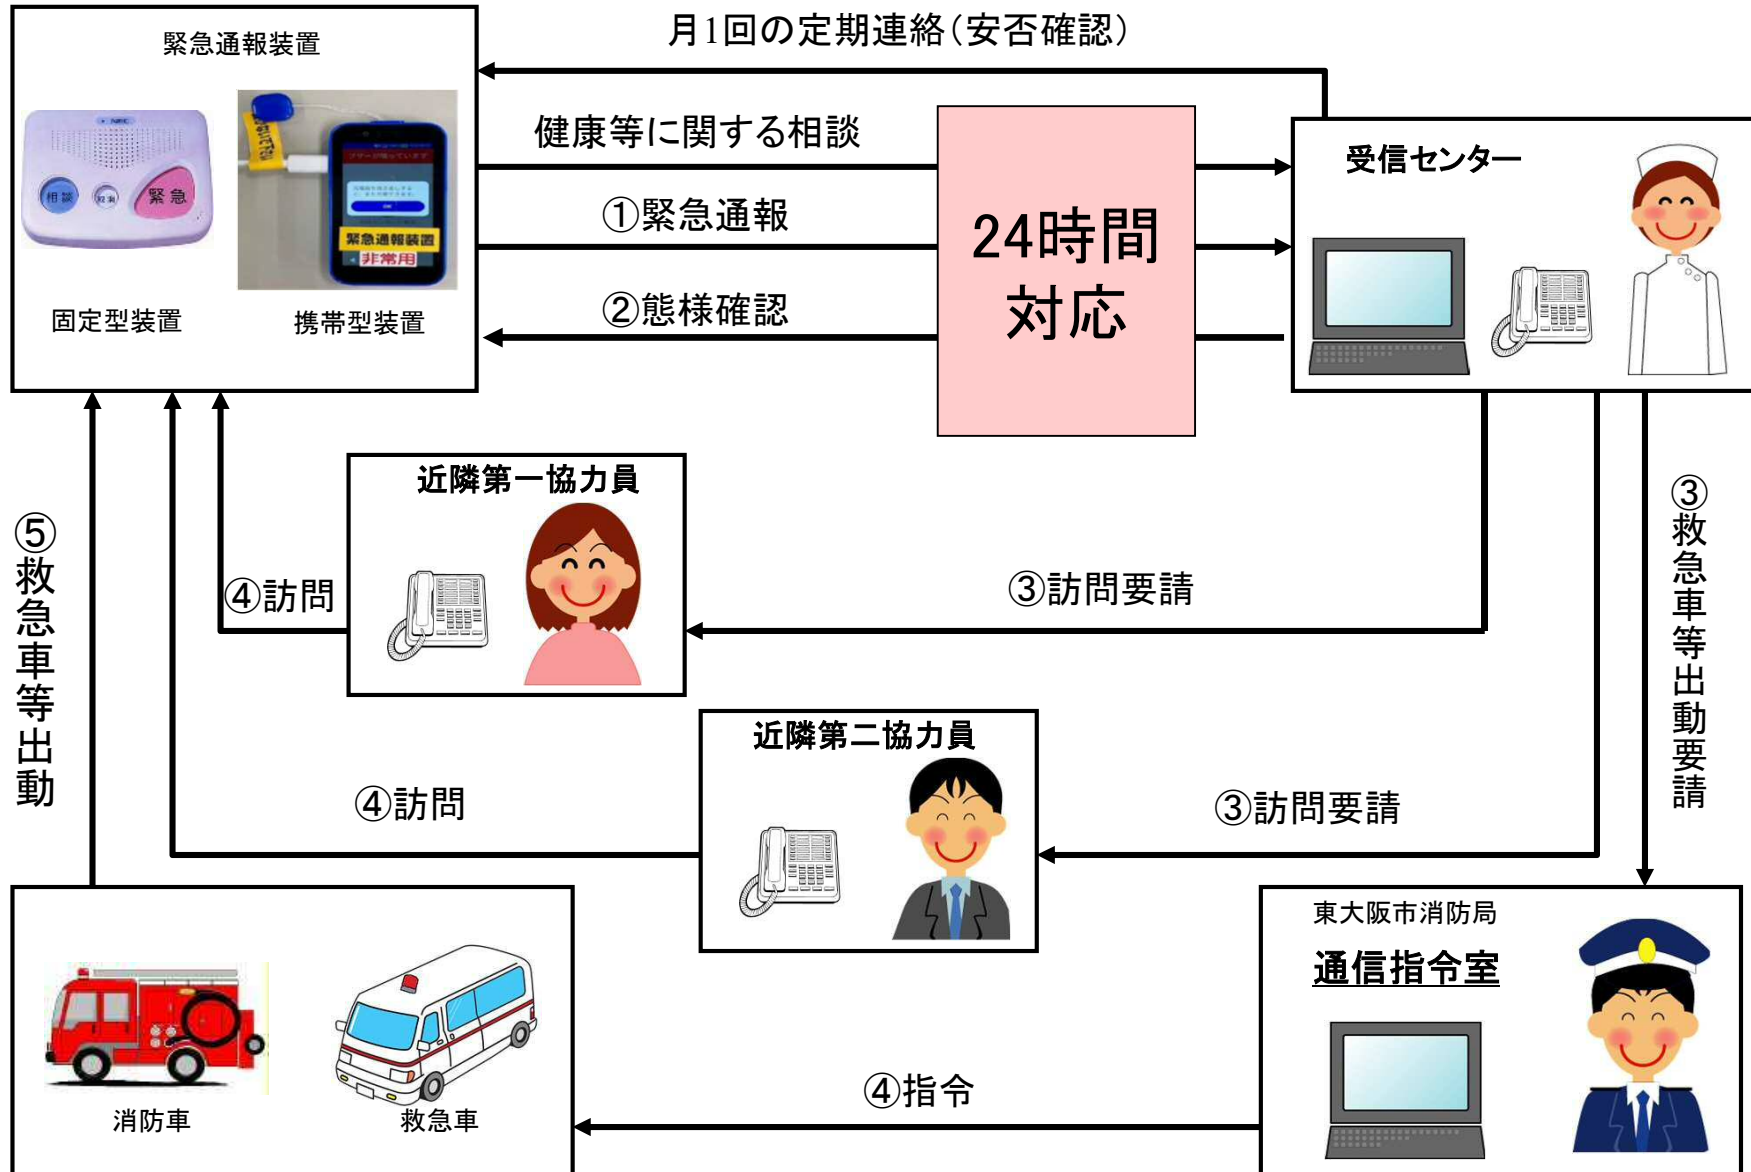 月1回の定期連絡（安否確認）
緊急通報装置
NEC
相談
取消
緊急
緊急通報装置
非常用
固定型装置
携帯型装置
健康等に関する相談
①緊急通報
②態様確認
24時間
対応
受信センター
近隣第一協力員
④訪問
③訪問要請
③救急車等出動要請
⑤救急車等出動
近隣第二協力員
④訪問
③訪問要請
東大阪市消防局
通信指令室
④指令
消防車
救急車